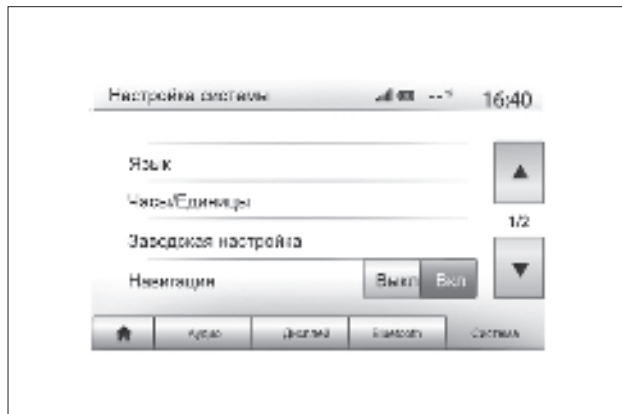 Настройка системы --° 16:40
Язык
Часы/Единицы
1/2
Заводская настройка
Навигация Выкл Вкл
Аудио Дисплей Bluetooth Система